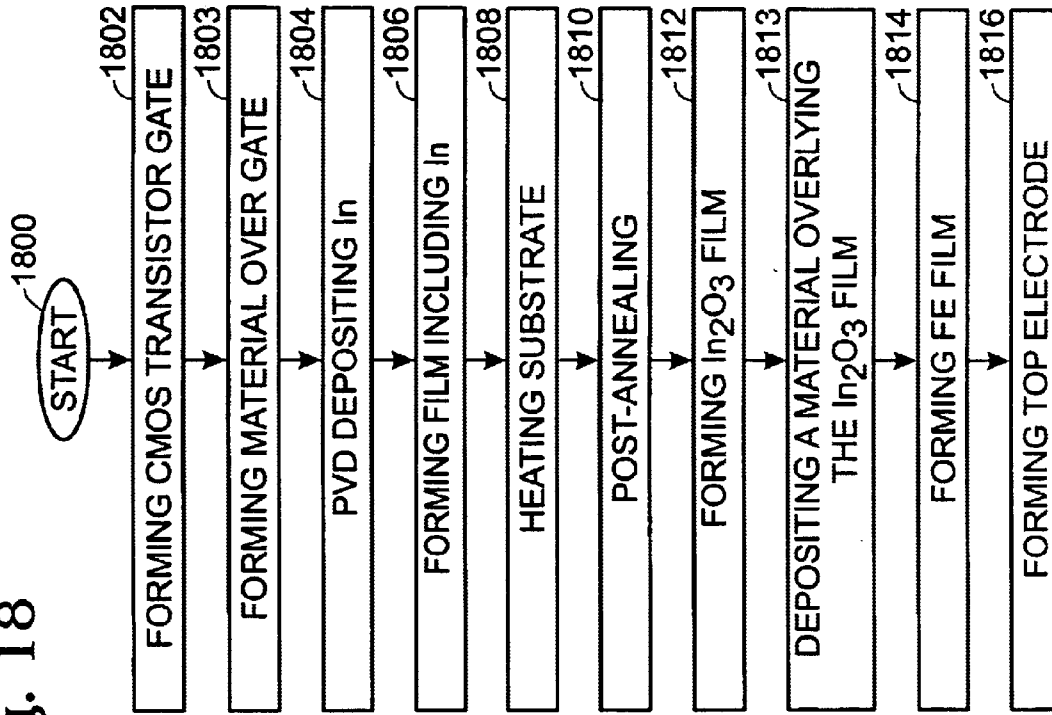 g. 18
1800
START
1802
FORMING CMOS TRANSISTOR GATE
1803
FORMING MATERIAL OVER GATE
1804
PVD DEPOSITING In
1806
FORMING FILM INCLUDING In
1808
HEATING SUBSTRATE
1810
POST-ANNEALING
1812
FORMING In₂O₃ FILM
1813
DEPOSITING A MATERIAL OVERLYING
THE In₂O₃ FILM
1814
FORMING FE FILM
1816
FORMING TOP ELECTRODE